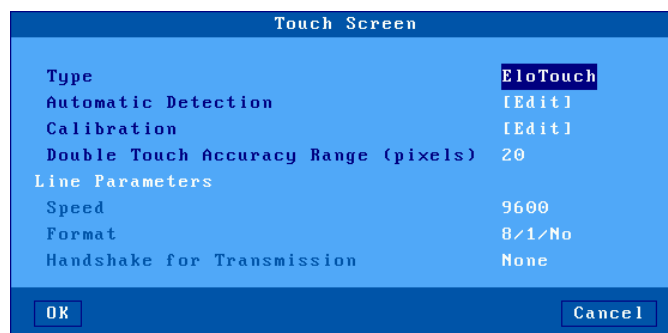 Touch Screen
Type EloTouch
Automatic Detection [Edit]
Calibration [Edit]
Double Touch Accuracy Range (pixels) 20
Line Parameters
Speed 9600
Format 8/1/No
Handshake for Transmission None
OK Cancel